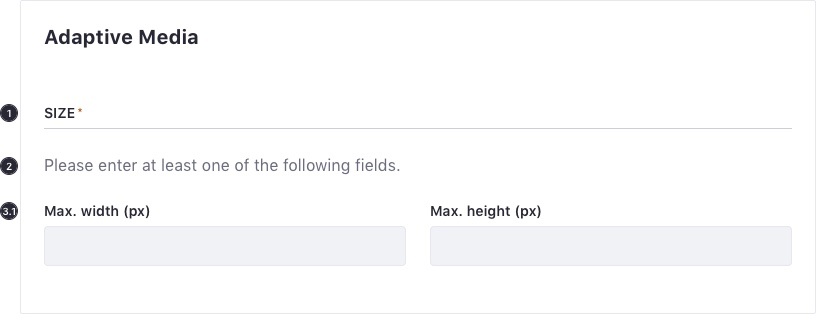 Adaptive Media
1 SIZE*
2 Please enter at least one of the following fields.
3.1 Max. width (px) Max. height (px)